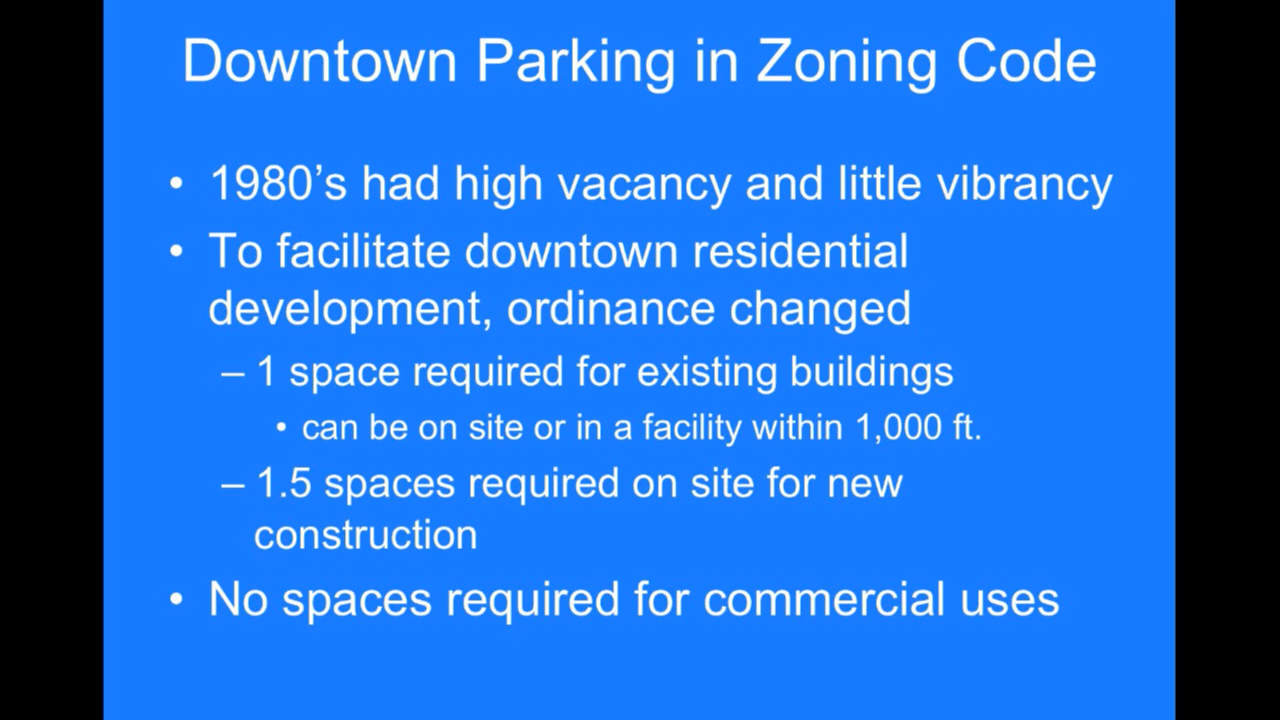 Downtown Parking in Zoning Code
• 1980’s had high vacancy and little vibrancy
• To facilitate downtown residential
development, ordinance changed
– 1 space required for existing buildings
• can be on site or in a facility within 1,000 ft.
– 1.5 spaces required on site for new
construction
• No spaces required for commercial uses